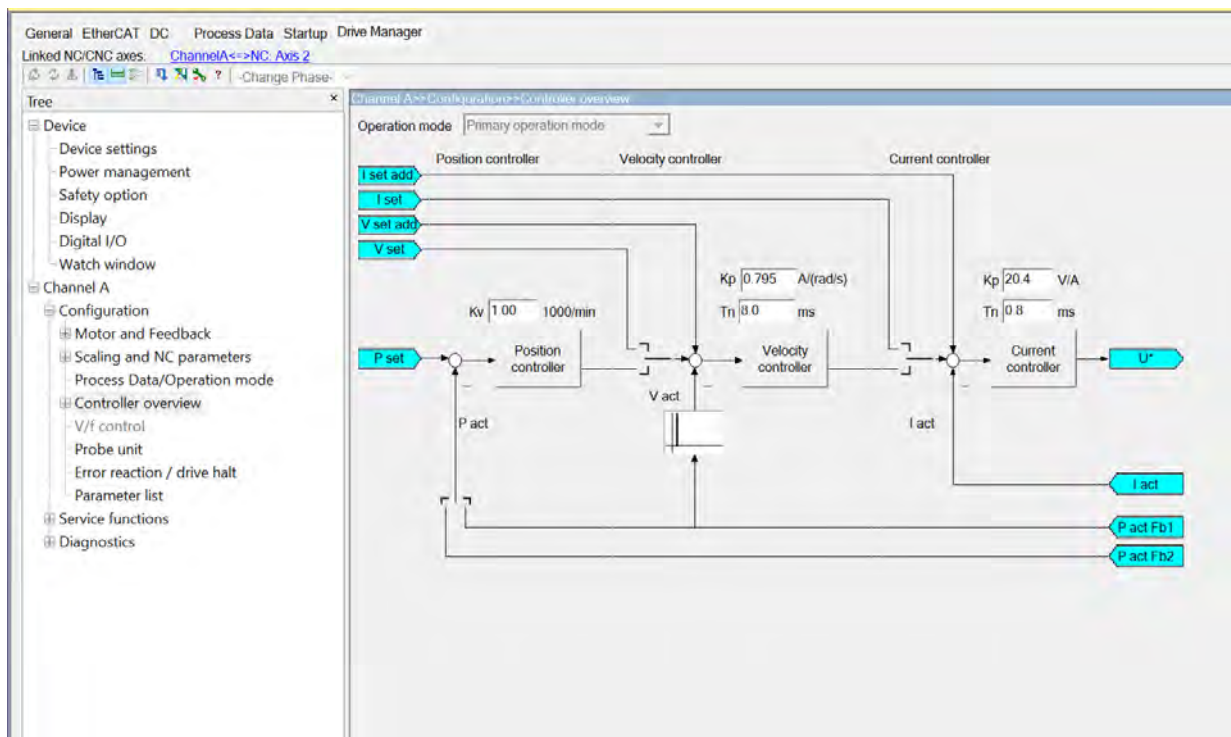 General EtherCAT DC Process Data Startup Drive Manager
Linked NC/CNC axes: ChannelA<=>NC: Axis 2
? -Change Phase-
Tree ×
Device
Device settings
Power management
Safety option
Display
Digital I/O
Watch window
Channel A
Configuration
Motor and Feedback
Scaling and NC parameters
Process Data/Operation mode
Controller overview
V/f control
Probe unit
Error reaction / drive halt
Parameter list
Service functions
Diagnostics
Channel A>>Configuration>>Controller overview
Operation mode Primary operation mode
Position controller Velocity controller Current controller
I set add
I set
V set add
V set
Kp 0.795 A/(rad/s) Kp 20.4 V/A
Kv 1.00 1000/min Tn 8.0 ms Tn 0.8 ms
P set Position controller Velocity controller Current controller U*
V act
P act I act
I act
P act Fb1
P act Fb2